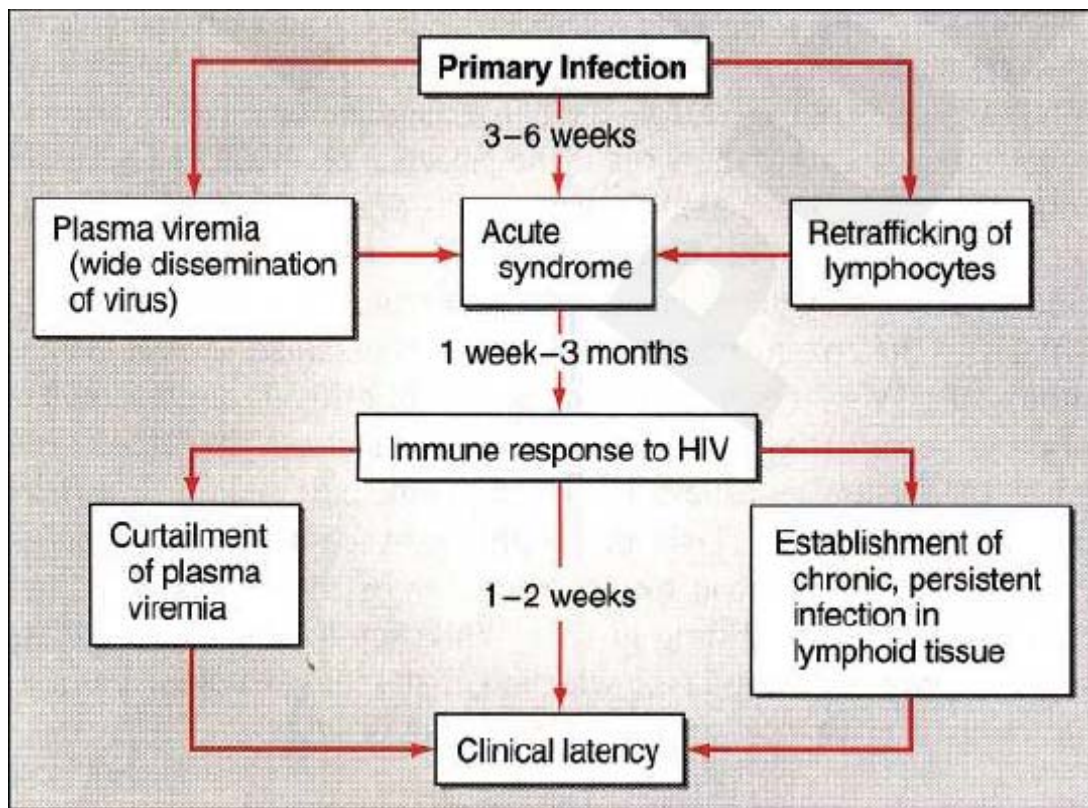 Primary Infection
3–6 weeks
Plasma viremia
(wide dissemination
of virus)
Acute
syndrome
Retrafficking of
lymphocytes
1 week–3 months
Immune response to HIV
Curtailment
of plasma
viremia
1–2 weeks
Establishment of
chronic, persistent
infection in
lymphoid tissue
Clinical latency